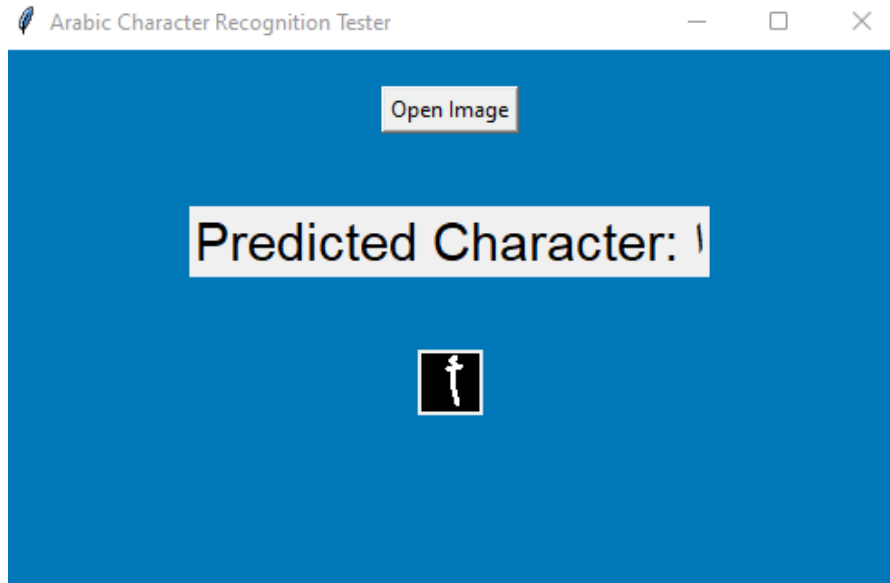 Arabic Character Recognition Tester
Open Image
Predicted Character: ا
أ